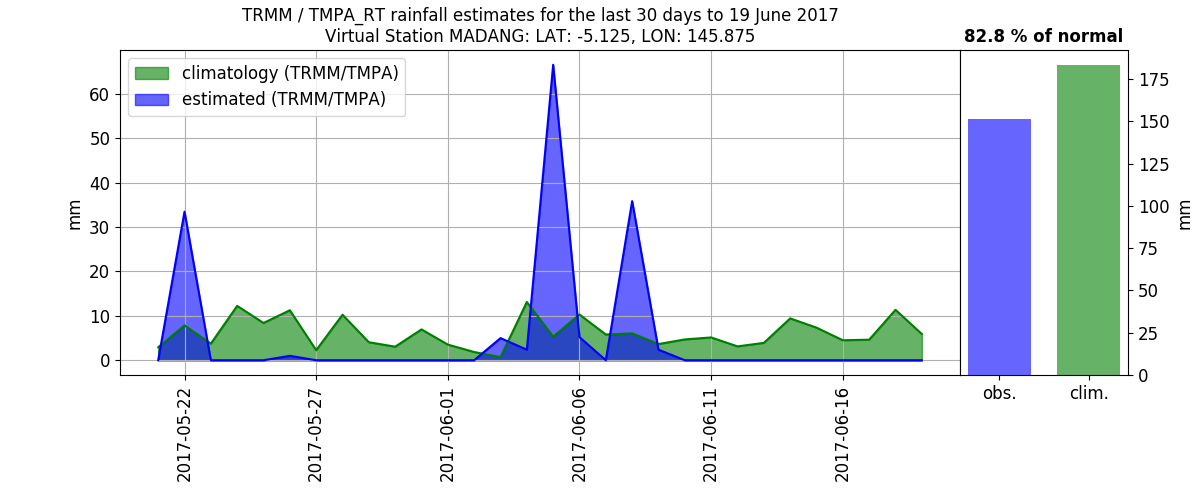 TRMM / TMPA_RT rainfall estimates for the last 30 days to 19 June 2017
Virtual Station MADANG: LAT: -5.125, LON: 145.875
82.8 % of normal
climatology (TRMM/TMPA)
estimated (TRMM/TMPA)
mm
60
50
40
30
20
10
0
2017-05-22
2017-05-27
2017-06-01
2017-06-06
2017-06-11
2017-06-16
obs.
clim.
175
150
125
100
75
50
25
0
mm